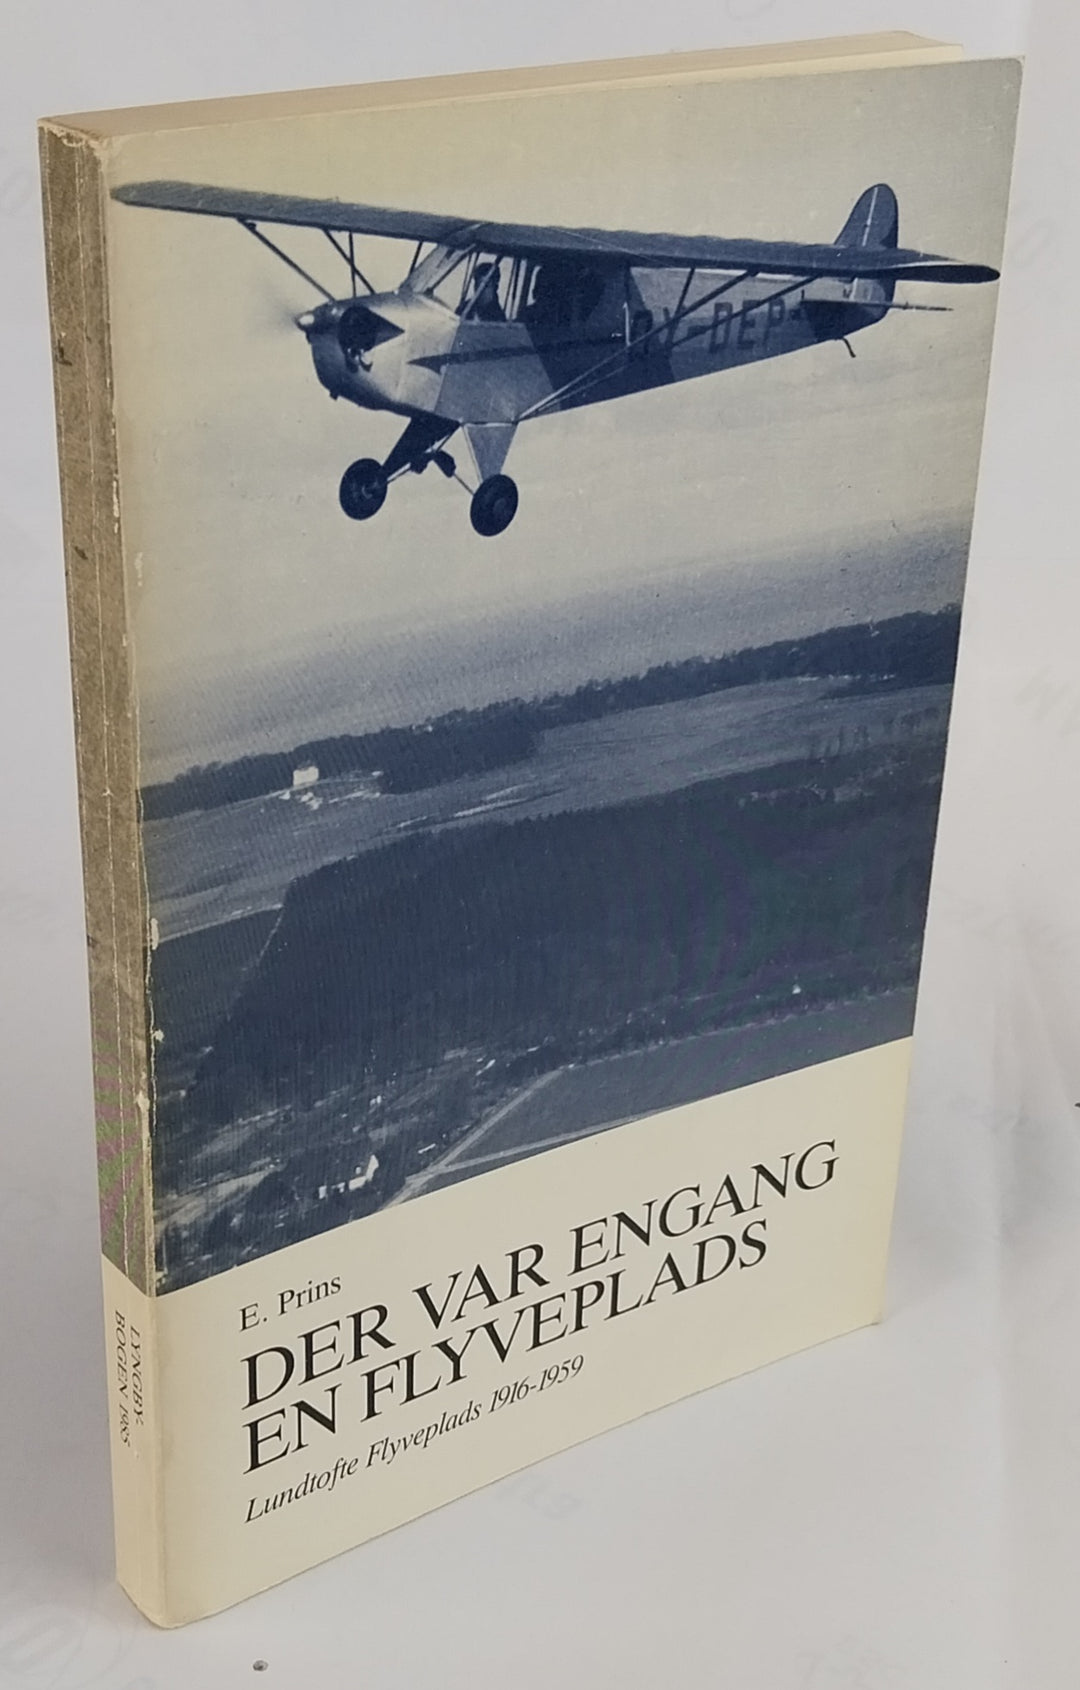 OY-DEP
E. Prins
DER VAR ENGANG
EN FLYVEPLADS
Lundtofte Flyveplads 1916-1959
LYNGBY-
BOGEN 1985